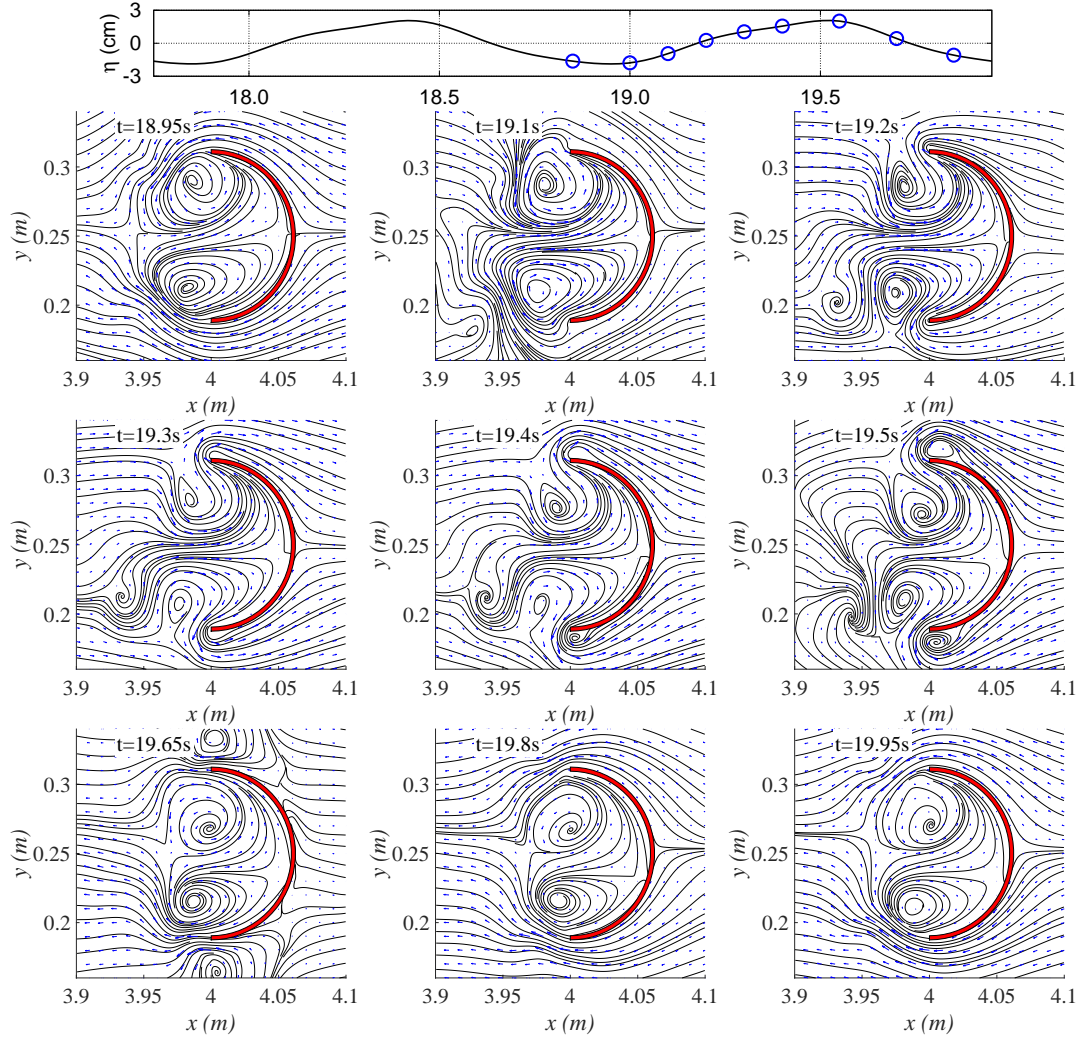 3
0
-3
η (cm)
18.0 18.5 19.0 19.5
t=18.95s t=19.1s t=19.2s
0.3 0.3 0.3
0.25 0.25 0.25
0.2 0.2 0.2
y (m) y (m) y (m)
3.9 3.95 4 4.05 4.1 3.9 3.95 4 4.05 4.1 3.9 3.95 4 4.05 4.1
x (m) x (m) x (m)
t=19.3s t=19.4s t=19.5s
0.3 0.3 0.3
0.25 0.25 0.25
0.2 0.2 0.2
y (m) y (m) y (m)
3.9 3.95 4 4.05 4.1 3.9 3.95 4 4.05 4.1 3.9 3.95 4 4.05 4.1
x (m) x (m) x (m)
t=19.65s t=19.8s t=19.95s
0.3 0.3 0.3
0.25 0.25 0.25
0.2 0.2 0.2
y (m) y (m) y (m)
3.9 3.95 4 4.05 4.1 3.9 3.95 4 4.05 4.1 3.9 3.95 4 4.05 4.1
x (m) x (m) x (m)